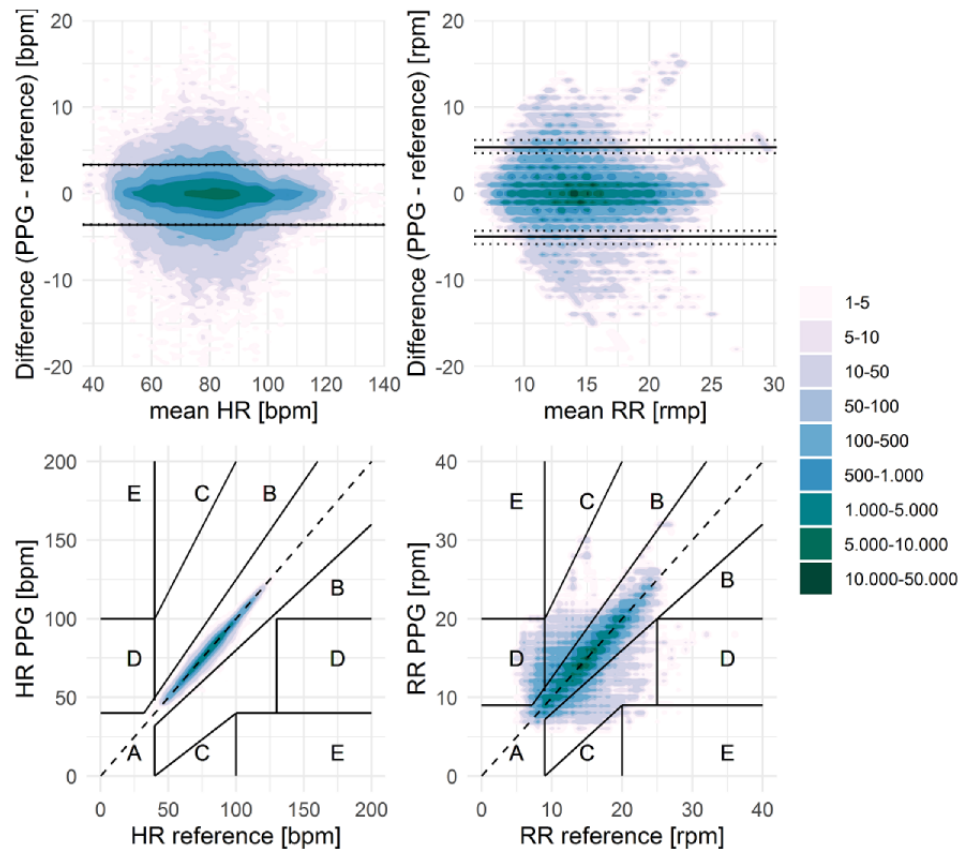 Difference (PPG - reference) [bpm]
20
10
0
-10
-20
40 60 80 100 120 140
mean HR [bpm]
Difference (PPG - reference) [rpm]
20
10
0
-10
-20
10 15 20 25 30
mean RR [rmp]
1-5
5-10
10-50
50-100
100-500
500-1.000
1.000-5.000
5.000-10.000
10.000-50.000
HR PPG [bpm]
200
150
100
50
0
E C B
B
D D
A C E
0 50 100 150 200
HR reference [bpm]
RR PPG [rpm]
40
30
20
10
0
E C B
B
D D
A C E
0 10 20 30 40
RR reference [rpm]